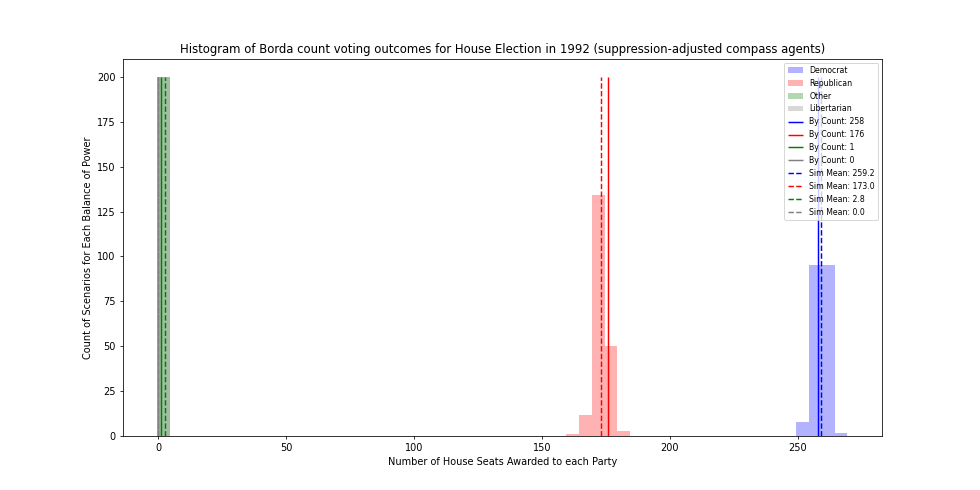 Histogram of Borda count voting outcomes for House Election in 1992 (suppression-adjusted compass agents)
Democrat
Republican
Other
Libertarian
By Count: 258
By Count: 176
By Count: 1
By Count: 0
Sim Mean: 259.2
Sim Mean: 173.0
Sim Mean: 2.8
Sim Mean: 0.0
Count of Scenarios for Each Balance of Power
200
175
150
125
100
75
50
25
0
0 50 100 150 200 250
Number of House Seats Awarded to each Party